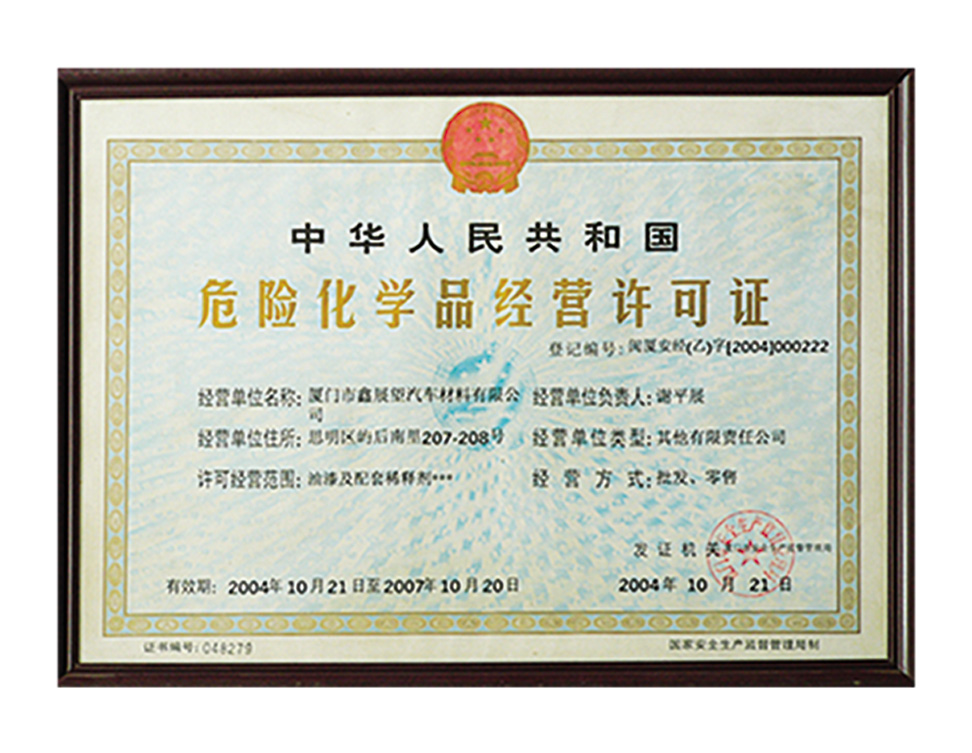 中华人民共和国
危险化学品经营许可证
登记编号：闽厦安经(乙)字[2004]000222
经营单位名称：厦门市鑫展望汽车材料有限公司
经营单位负责人：谢平展
经营单位住所：思明区的后南里207-208号
经营单位类型：其他有限责任公司
许可经营范围：油漆及配套稀释剂***
经营方式：批发、零售
发证机关
有效期：2004年10月21日至2007年10月20日
2004年10月21日
证书编号：048279
国家安全生产监督管理局制